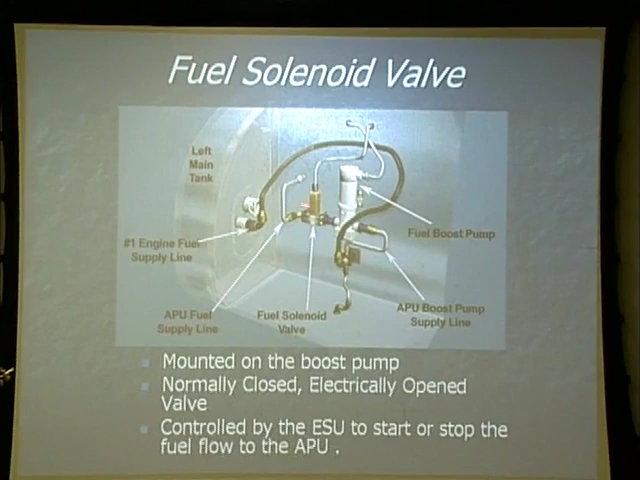 Fuel Solenoid Valve
Left
Main
Tank
Fuel Boost Pump
#1 Engine Fuel
Supply Line
APU Fuel
Supply Line
Fuel Solenoid
Valve
APU Boost Pump
Supply Line
Mounted on the boost pump
Normally Closed, Electrically Opened
Valve
Controlled by the ESU to start or stop the
fuel flow to the APU .